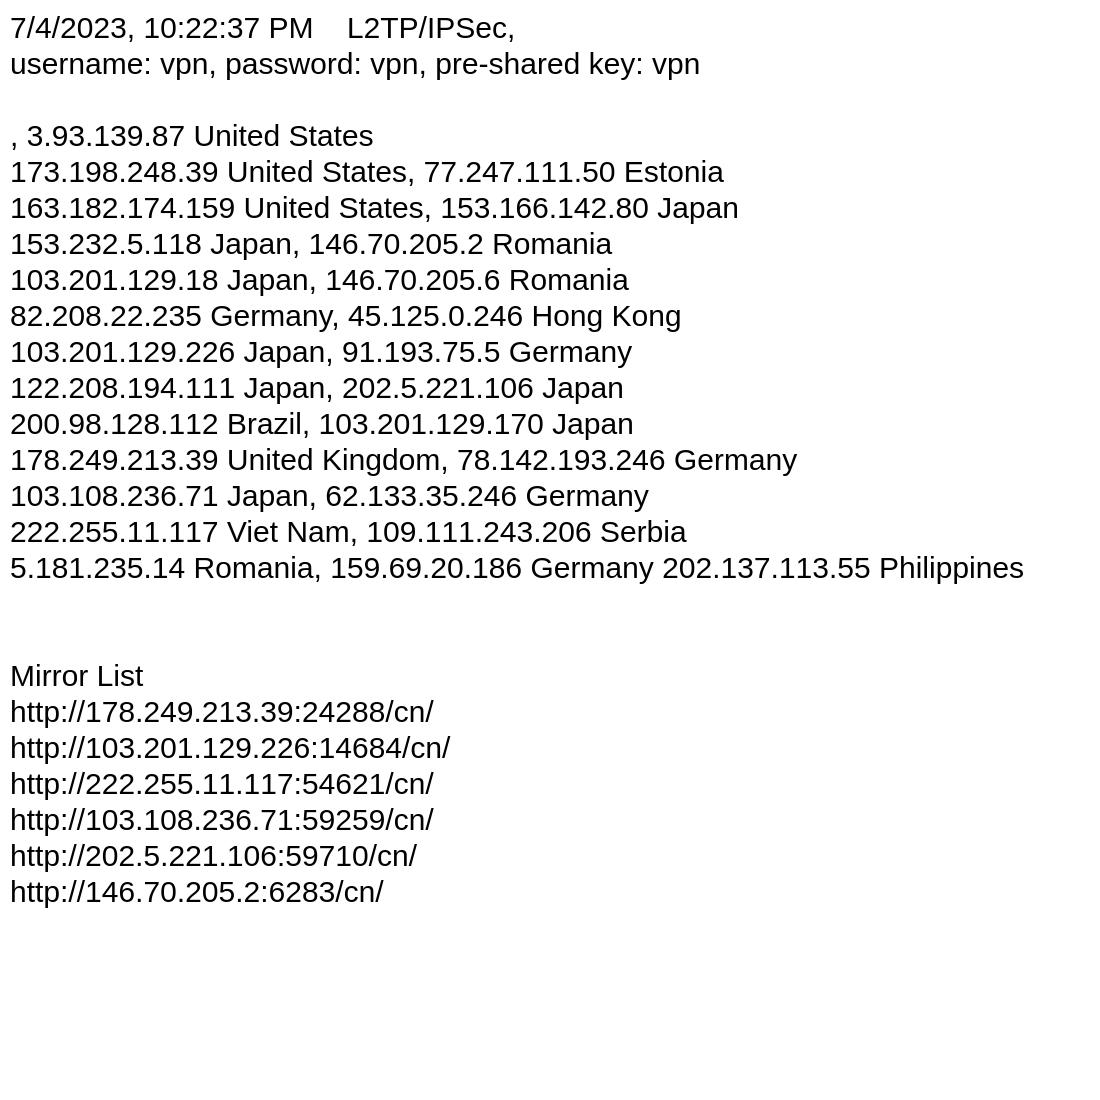 7/4/2023, 10:22:37 PM    L2TP/IPSec,
username: vpn, password: vpn, pre-shared key: vpn
, 3.93.139.87 United States
173.198.248.39 United States, 77.247.111.50 Estonia
163.182.174.159 United States, 153.166.142.80 Japan
153.232.5.118 Japan, 146.70.205.2 Romania
103.201.129.18 Japan, 146.70.205.6 Romania
82.208.22.235 Germany, 45.125.0.246 Hong Kong
103.201.129.226 Japan, 91.193.75.5 Germany
122.208.194.111 Japan, 202.5.221.106 Japan
200.98.128.112 Brazil, 103.201.129.170 Japan
178.249.213.39 United Kingdom, 78.142.193.246 Germany
103.108.236.71 Japan, 62.133.35.246 Germany
222.255.11.117 Viet Nam, 109.111.243.206 Serbia
5.181.235.14 Romania, 159.69.20.186 Germany 202.137.113.55 Philippines
Mirror List
http://178.249.213.39:24288/cn/
http://103.201.129.226:14684/cn/
http://222.255.11.117:54621/cn/
http://103.108.236.71:59259/cn/
http://202.5.221.106:59710/cn/
http://146.70.205.2:6283/cn/